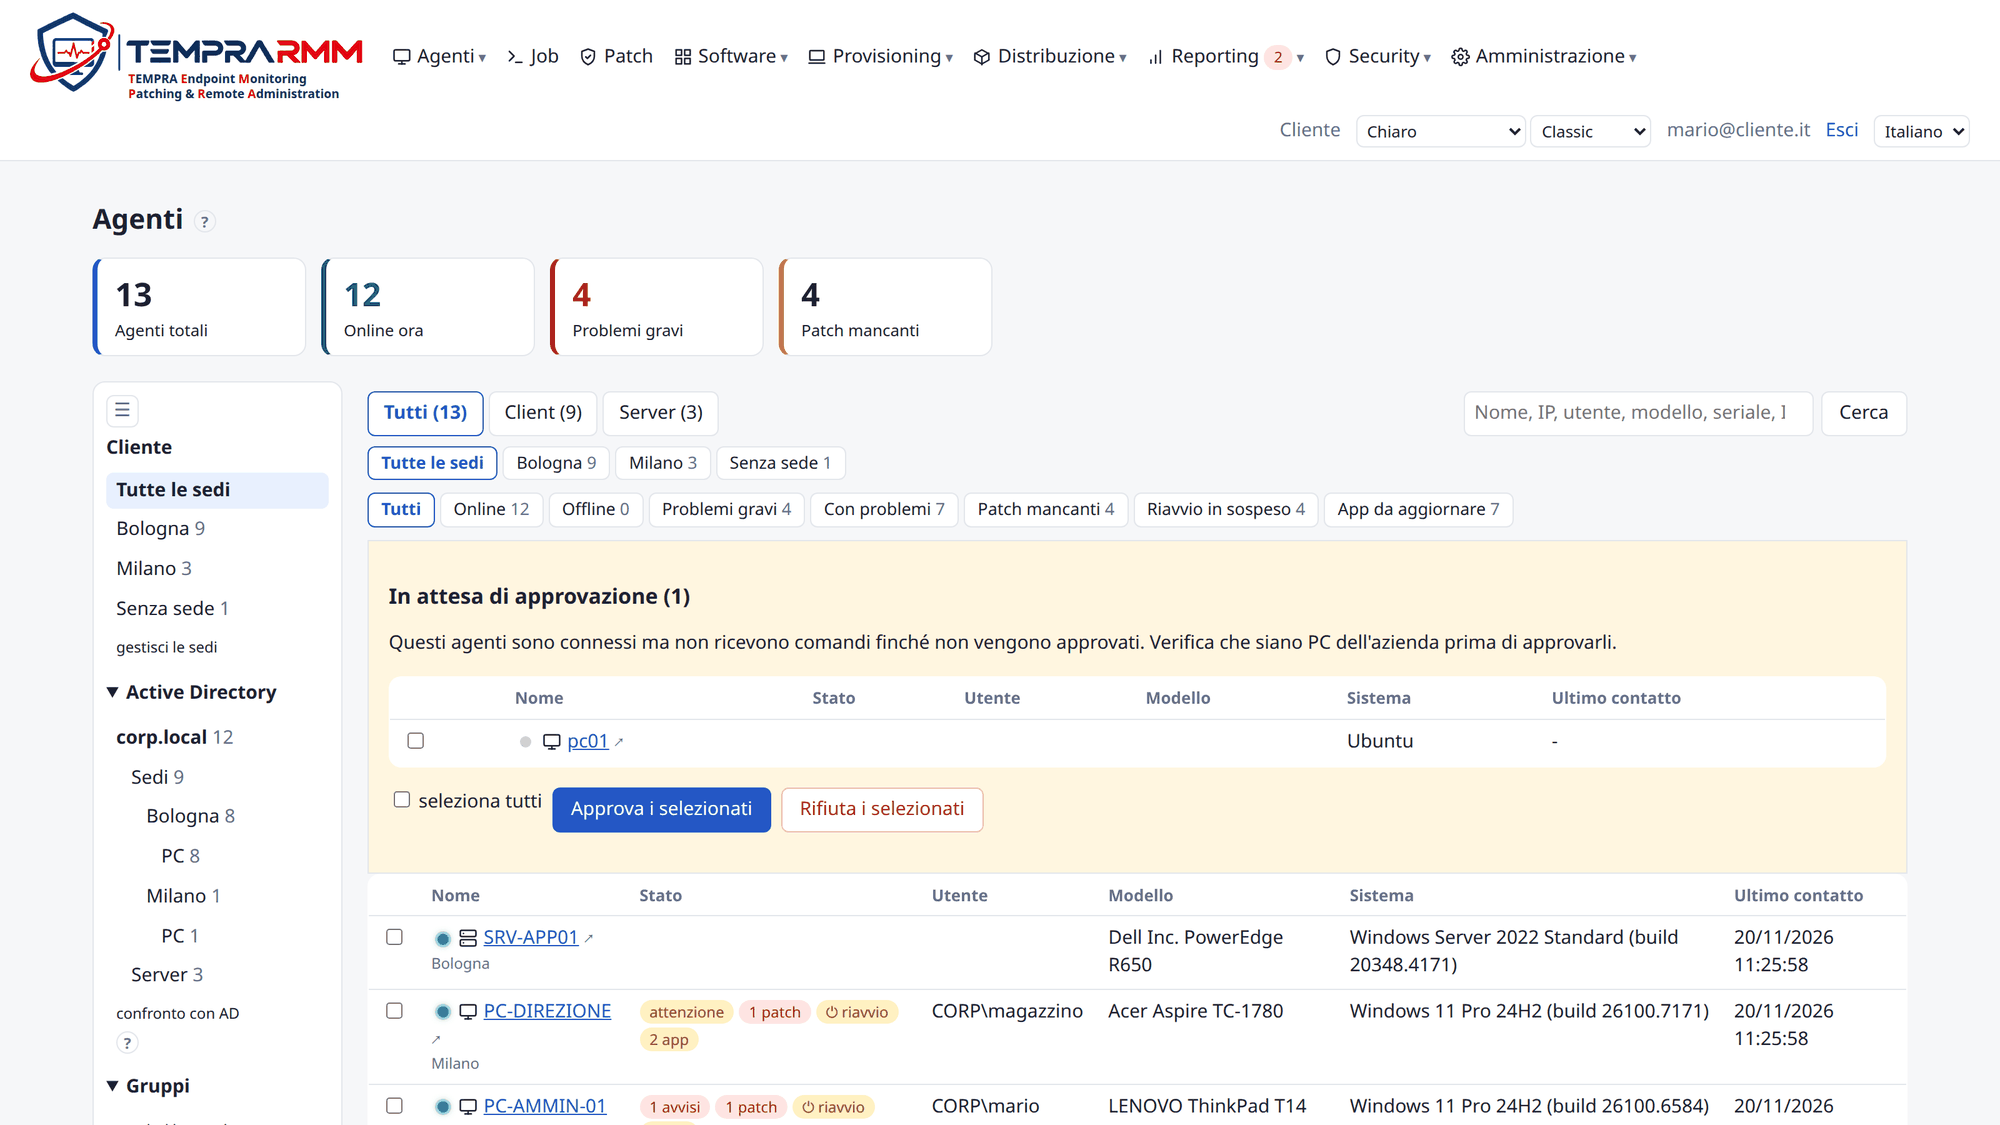 TEMPRARMM
TEMPRA Endpoint Monitoring
Patching & Remote Administration
Agenti
Job
Patch
Software
Provisioning
Distribuzione
Reporting 2
Security
Amministrazione
Cliente
Chiaro
Classic
mario@cliente.it
Esci
Italiano
Agenti ?
13
Agenti totali
12
Online ora
4
Problemi gravi
4
Patch mancanti
Cliente
Tutte le sedi
Bologna 9
Milano 3
Senza sede 1
gestisci le sedi
Active Directory
corp.local 12
Sedi 9
Bologna 8
PC 8
Milano 1
PC 1
Server 3
confronto con AD
?
Gruppi
Tutti (13)
Client (9)
Server (3)
Nome, IP, utente, modello, seriale, I
Cerca
Tutte le sedi
Bologna 9
Milano 3
Senza sede 1
Tutti
Online 12
Offline 0
Problemi gravi 4
Con problemi 7
Patch mancanti 4
Riavvio in sospeso 4
App da aggiornare 7
In attesa di approvazione (1)
Questi agenti sono connessi ma non ricevono comandi finché non vengono approvati. Verifica che siano PC dell'azienda prima di approvarli.
Nome Stato Utente Modello Sistema Ultimo contatto
pc01 ↗ Ubuntu -
seleziona tutti
Approva i selezionati
Rifiuta i selezionati
Nome Stato Utente Modello Sistema Ultimo contatto
SRV-APP01 ↗ Dell Inc. PowerEdge Windows Server 2022 Standard (build 20/11/2026
Bologna R650 20348.4171) 11:25:58
PC-DIREZIONE attenzione 1 patch riavvio CORP\magazzino Acer Aspire TC-1780 Windows 11 Pro 24H2 (build 26100.7171) 20/11/2026
↗ 2 app 11:25:58
Milano
PC-AMMIN-01 1 avvisi 1 patch riavvio CORP\mario LENOVO ThinkPad T14 Windows 11 Pro 24H2 (build 26100.6584) 20/11/2026